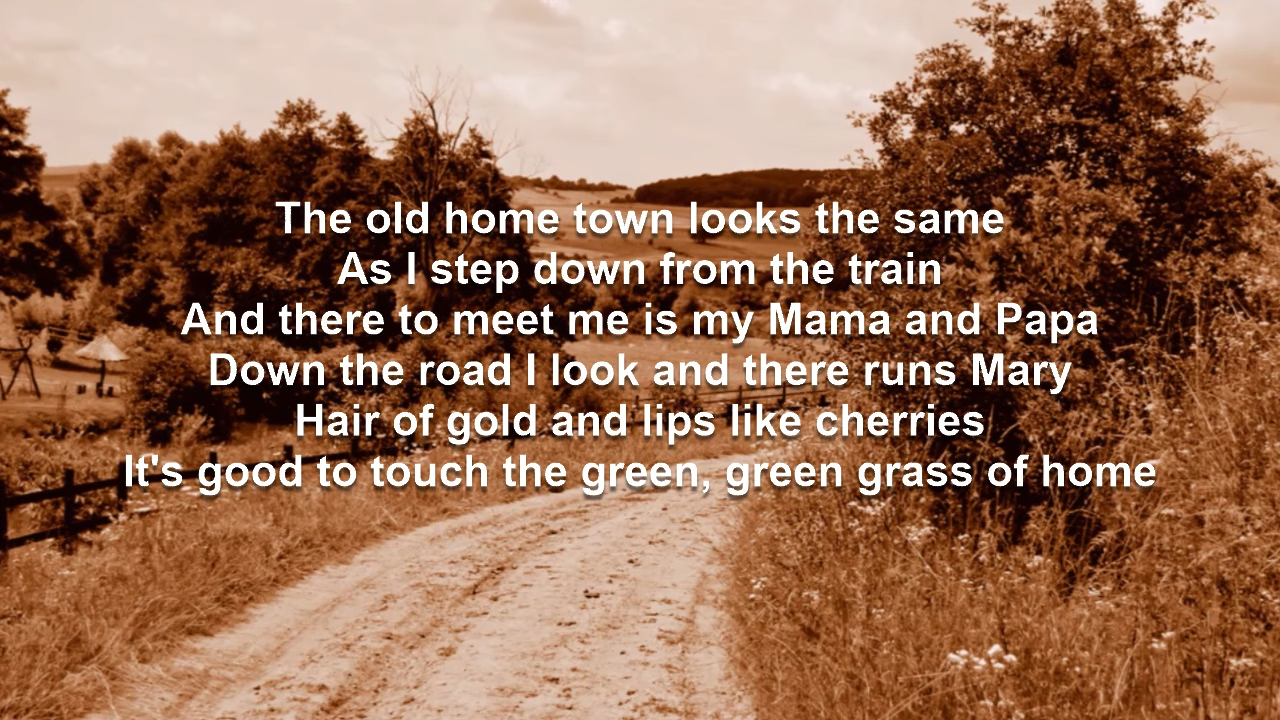 The old home town looks the same
As I step down from the train
And there to meet me is my Mama and Papa
Down the road I look and there runs Mary
Hair of gold and lips like cherries
It's good to touch the green, green grass of home